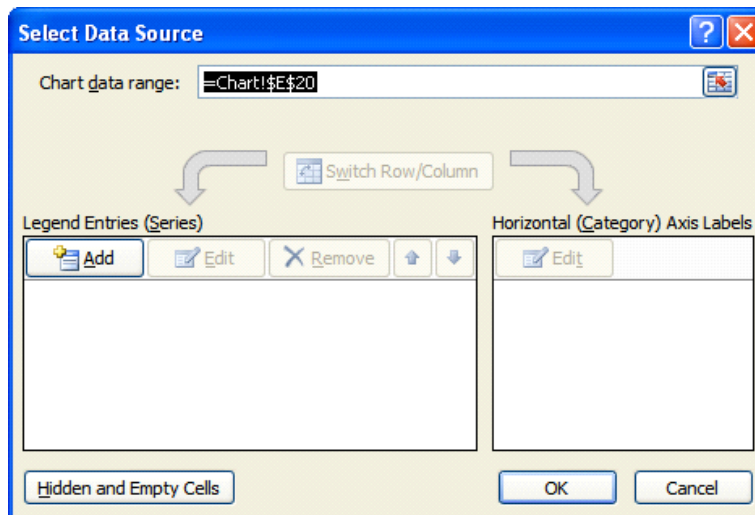 Select Data Source
Chart data range: =Chart!$E$20
Switch Row/Column
Legend Entries (Series)
Horizontal (Category) Axis Labels
Add Edit Remove
Edit
Hidden and Empty Cells
OK Cancel